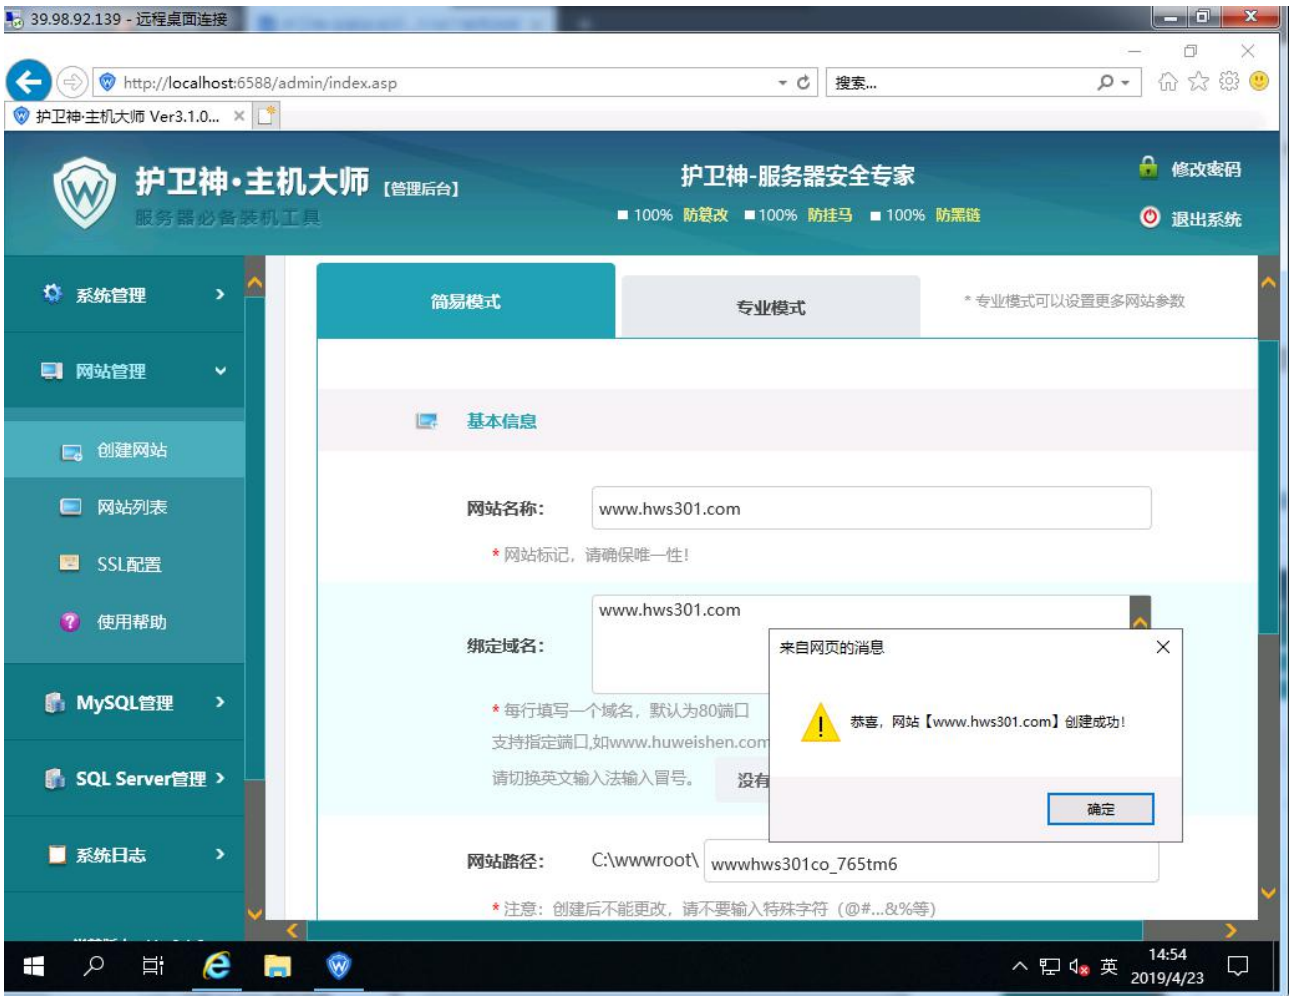 39.98.92.139 - 远程桌面连接
http://localhost:6588/admin/index.asp
搜索...
护卫神·主机大师 Ver3.1.0...
护卫神·主机大师 【管理后台】
服务器必备装机工具
护卫神-服务器安全专家
100% 防篡改 100% 防挂马 100% 防黑链
修改密码
退出系统
系统管理
网站管理
创建网站
网站列表
SSL配置
使用帮助
MySQL管理
SQL Server管理
系统日志
简易模式
专业模式
* 专业模式可以设置更多网站参数
基本信息
网站名称: www.hws301.com
* 网站标记，请确保唯一性!
绑定域名: www.hws301.com
* 每行填写一个域名，默认为80端口
支持指定端口,如www.huweishen.com
请切换英文输入法输入冒号。
没有
来自网页的消息
恭喜，网站【www.hws301.com】创建成功!
确定
网站路径: C:\wwwroot\ wwwhws301co_765tm6
* 注意：创建后不能更改，请不要输入特殊字符（@#...&%等）
英
14:54
2019/4/23